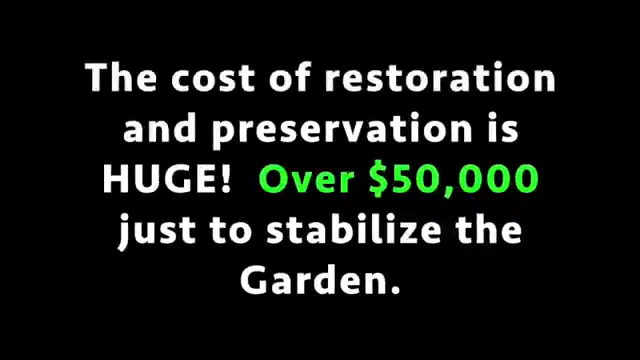 The cost of restoration
and preservation is
HUGE!  Over $50,000
just to stabilize the
Garden.